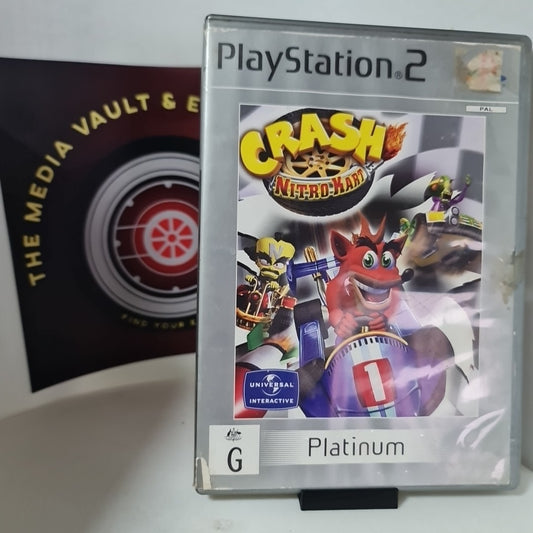 THE MEDIA VAULT & E
FIND YOUR
PlayStation®2
PAL
CRASH
NITRO KART
1
UNIVERSAL
INTERACTIVE
G
Platinum